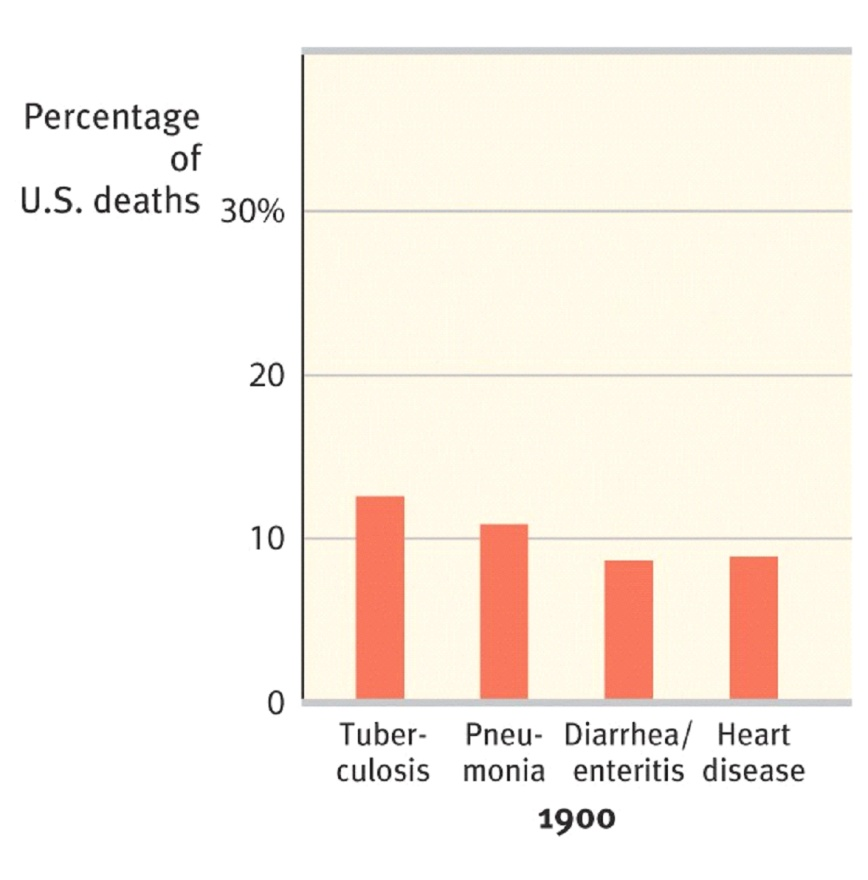 Percentage
of
U.S. deaths
30%
20
10
0
Tuber-
culosis
Pneu-
monia
Diarrhea/
enteritis
Heart
disease
1900